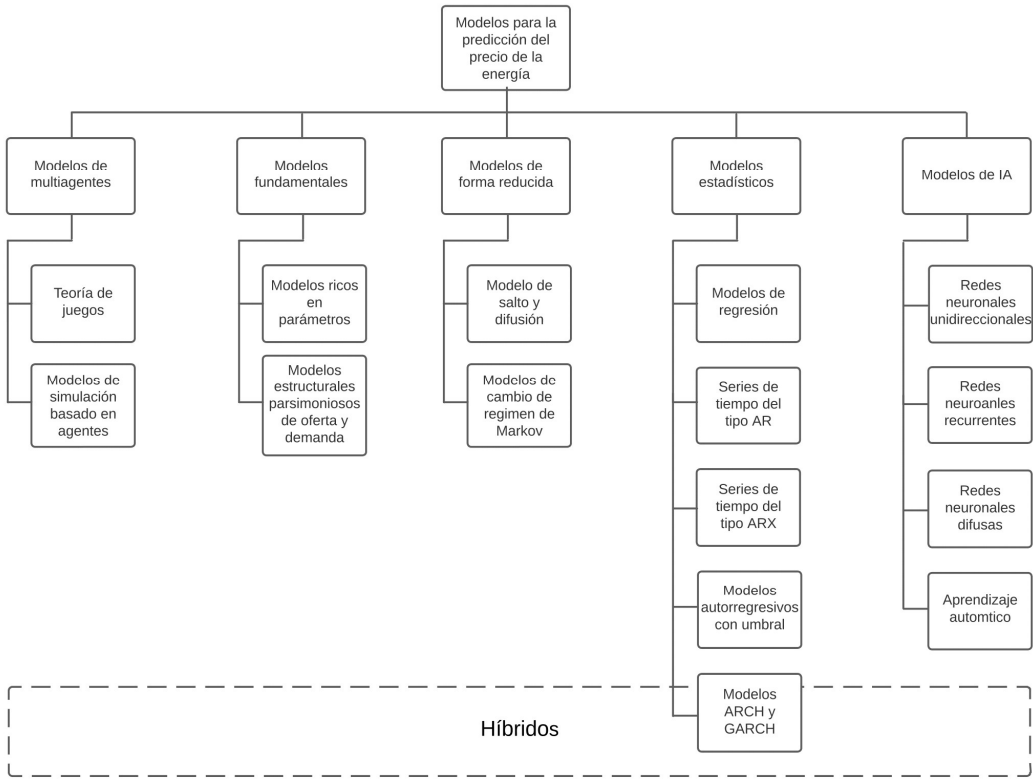 Modelos para la
predicción del
precio de la
energía
Modelos de
multiagentes
Modelos
fundamentales
Modelos de
forma reducida
Modelos
estadísticos
Modelos de IA
Teoría de
juegos
Modelos de
simulación
basado en
agentes
Modelos ricos
en
parámetros
Modelos
estructurales
parsimoniosos
de oferta y
demanda
Modelo de
salto y
difusión
Modelos de
cambio de
regimen de
Markov
Modelos de
regresión
Series de
tiempo del
tipo AR
Series de
tiempo del
tipo ARX
Modelos
autorregresivos
con umbral
Modelos
ARCH y
GARCH
Redes
neuronales
unidireccionales
Redes
neuroanles
recurrentes
Redes
neuronales
difusas
Aprendizaje
automtico
Híbridos